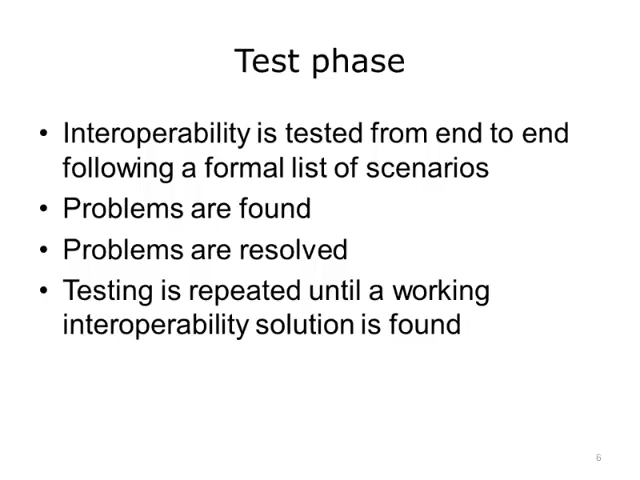 Test phase
• Interoperability is tested from end to end
following a formal list of scenarios
• Problems are found
• Problems are resolved
• Testing is repeated until a working
interoperability solution is found
6